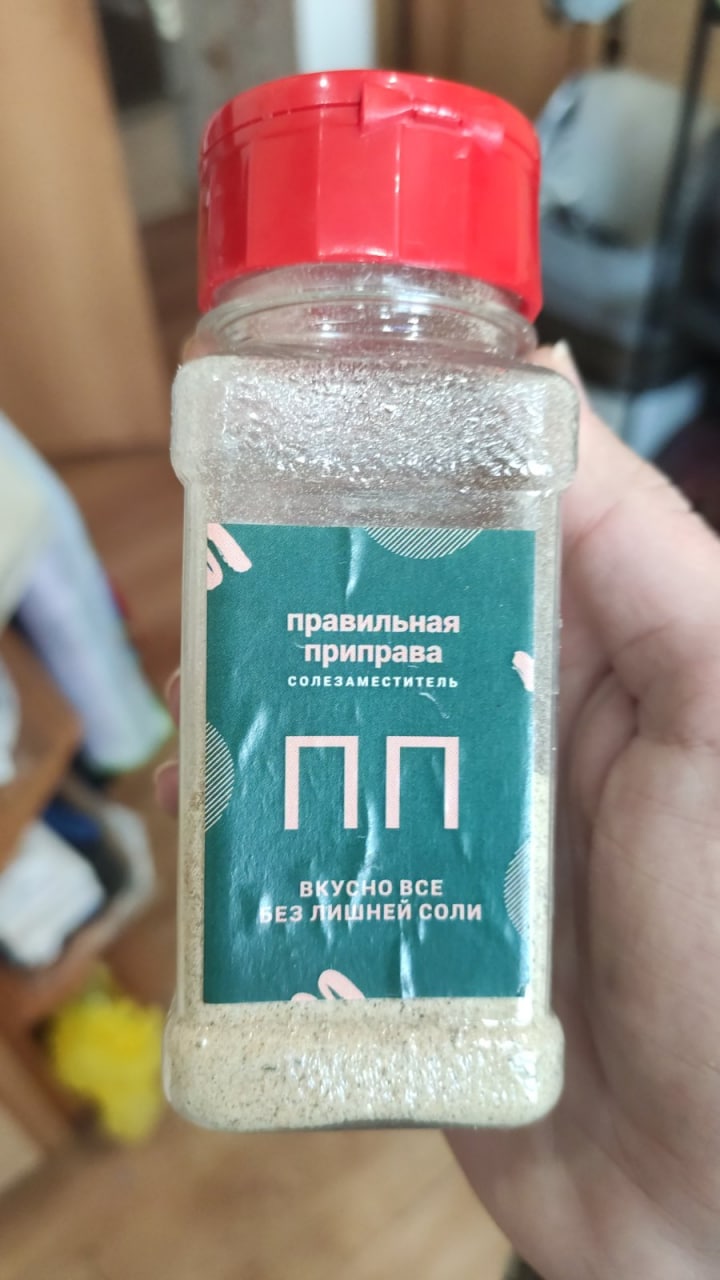 правильная
приправа
СОЛЕЗАМЕСТИТЕЛЬ
ПП
ВКУСНО ВСЕ
БЕЗ ЛИШНЕЙ СОЛИ